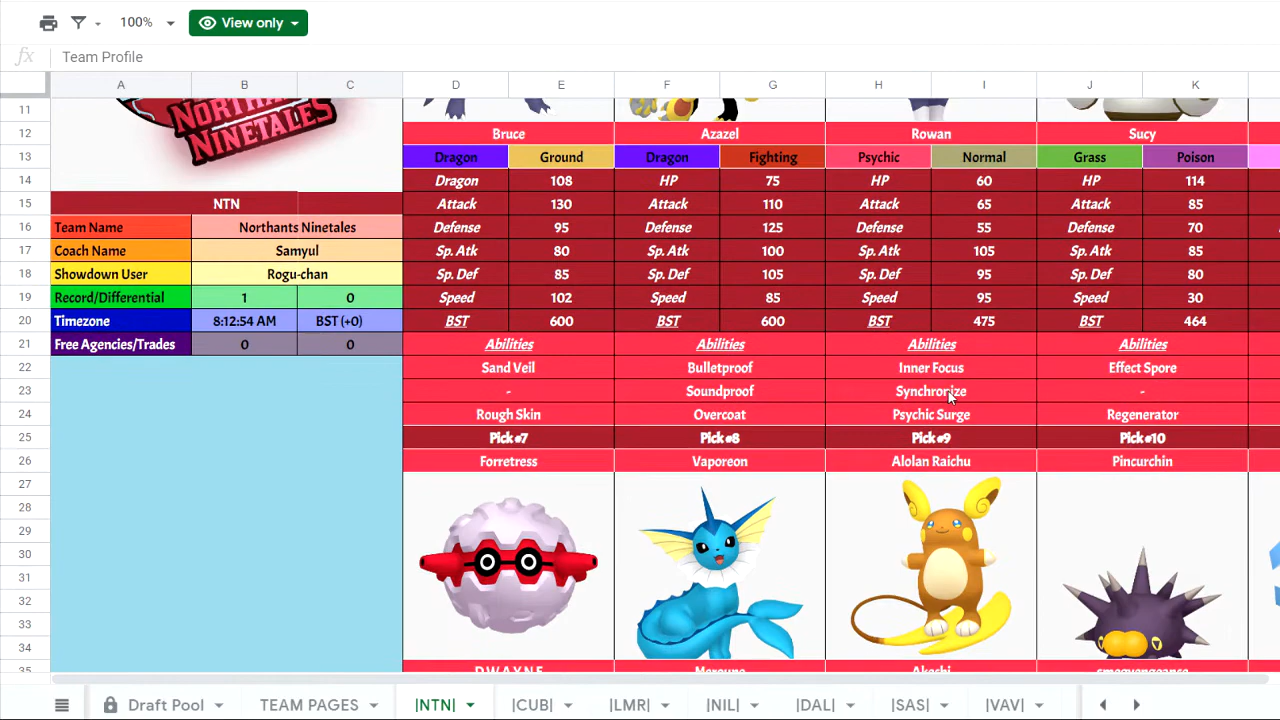 100% View only
fx Team Profile
A B C D E F G H I J K
11 NORTHANTS
NINETALES
12 Bruce Azazel Rowan Sucy
13 Dragon Ground Dragon Fighting Psychic Normal Grass Poison
14 Dragon 108 HP 75 HP 60 HP 114
15 NTN Attack 130 Attack 110 Attack 65 Attack 85
16 Team Name Northants Ninetales Defense 95 Defense 125 Defense 55 Defense 70
17 Coach Name Samyul Sp. Atk 80 Sp. Atk 100 Sp. Atk 105 Sp. Atk 85
18 Showdown User Rogu-chan Sp. Def 85 Sp. Def 105 Sp. Def 95 Sp. Def 80
19 Record/Differential 1 0 Speed 102 Speed 85 Speed 95 Speed 30
20 Timezone 8:12:54 AM BST (+0) BST 600 BST 600 BST 475 BST 464
21 Free Agencies/Trades 0 0 Abilities Abilities Abilities Abilities
22 Sand Veil Bulletproof Inner Focus Effect Spore
23 - Soundproof Synchronize -
24 Rough Skin Overcoat Psychic Surge Regenerator
25 Pick #7 Pick #8 Pick #9 Pick #10
26 Forretress Vaporeon Alolan Raichu Pincurchin
27
28
29
30
31
32
33
34
35 D W A Y N E Akeshi smegvengeance
Draft Pool TEAM PAGES |NTN| |CUB| |LMR| |NIL| |DAL| |SAS| |VAV|